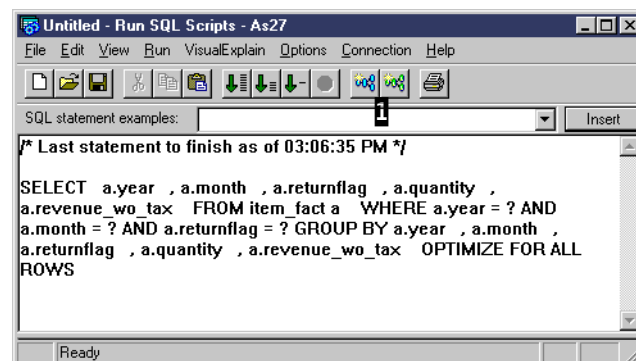 Untitled - Run SQL Scripts - As27
File Edit View Run VisualExplain Options Connection Help
1
SQL statement examples: Insert
/* Last statement to finish as of 03:06:35 PM */
SELECT a.year , a.month , a.returnflag , a.quantity ,
a.revenue_wo_tax FROM item_fact a WHERE a.year = ? AND
a.month = ? AND a.returnflag = ? GROUP BY a.year , a.month ,
a.returnflag , a.quantity , a.revenue_wo_tax OPTIMIZE FOR ALL
ROWS
Ready